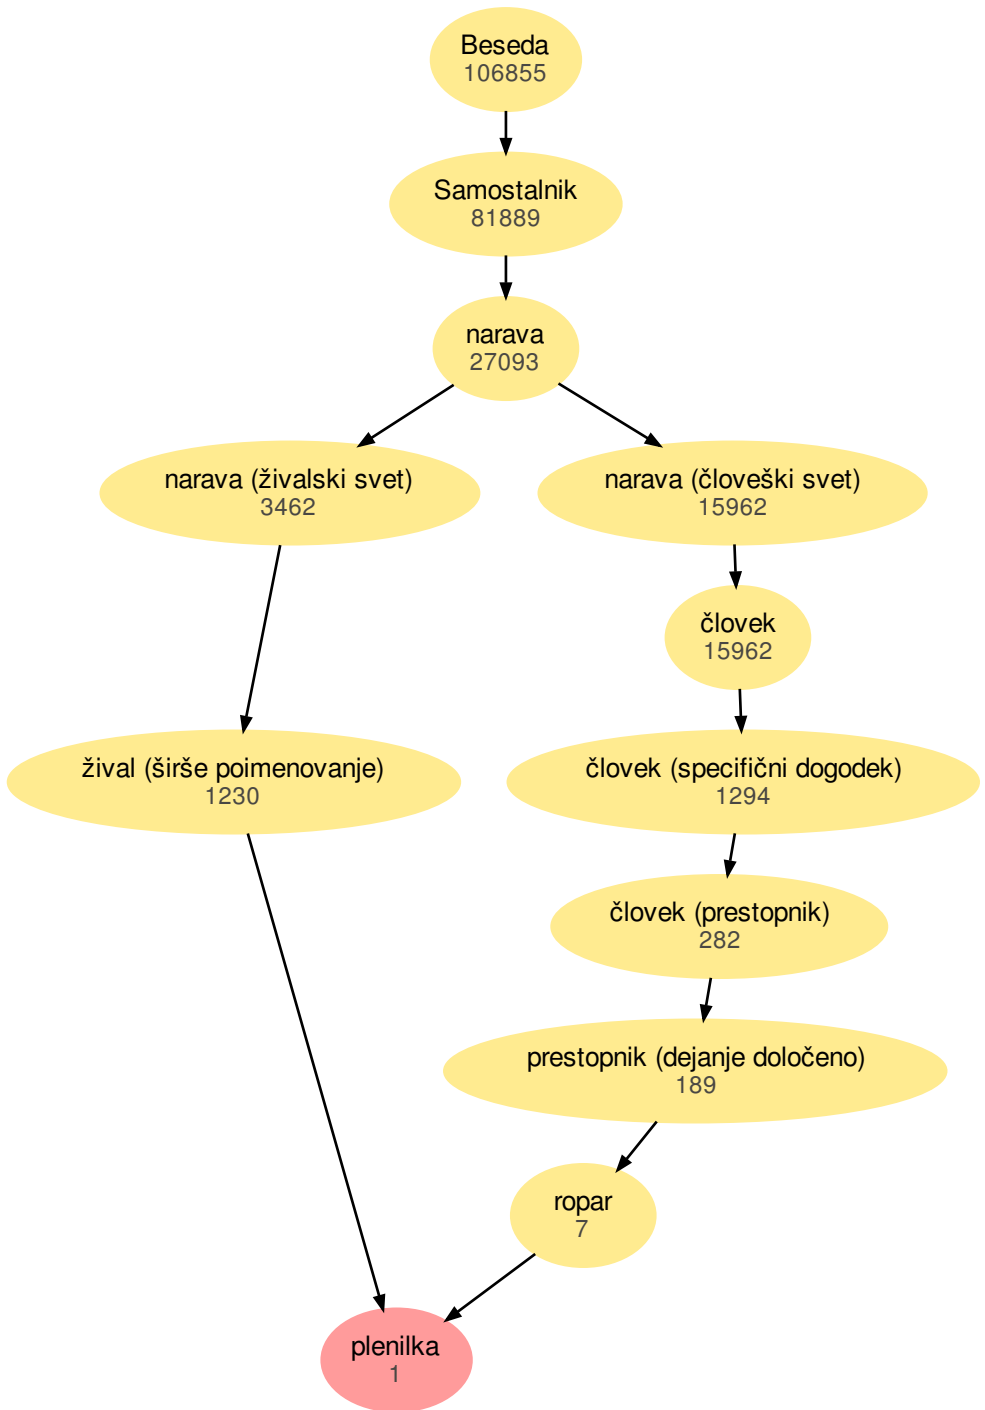 Beseda
106855
Samostalnik
81889
narava
27093
narava (živalski svet)
3462
narava (človeški svet)
15962
človek
15962
žival (širše poimenovanje)
1230
človek (specifični dogodek)
1294
človek (prestopnik)
282
prestopnik (dejanje določeno)
189
ropar
7
plenilka
1